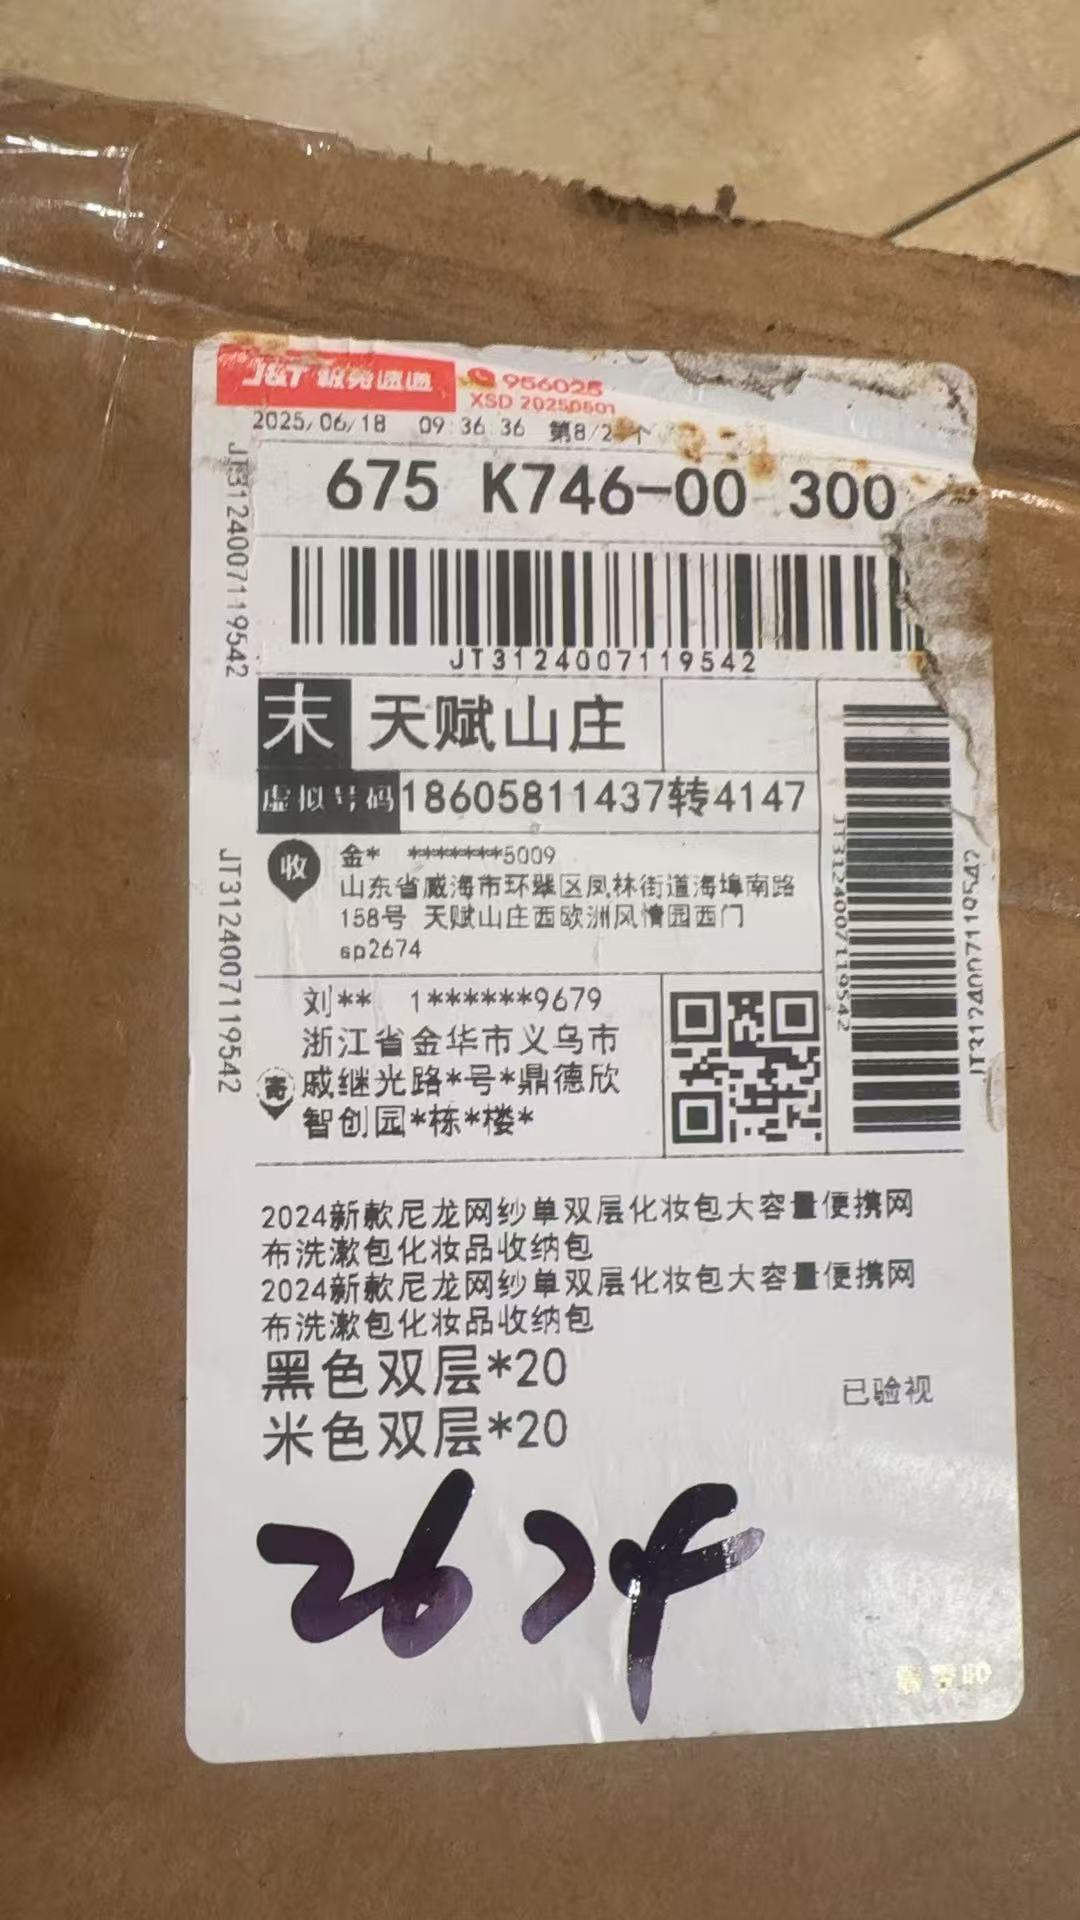 J&T 极兔速递
956025
XSD 20250501
2025/06/18 09:36:36 第8/2 个
675 K746-00 300
JT3124007119542
JT3124007119542
末 天赋山庄
虚拟号码 18605811437转4147
收 金* *******5009
山东省威海市环翠区凤林街道海埠南路
158号 天赋山庄西欧洲风情园西门
sp2674
JT3124007119542
JT3124007119542
JT3124007119542
寄 刘** 1******9679
浙江省金华市义乌市
戚继光路*号*鼎德欣
智创园*栋*楼*
2024新款尼龙网纱单双层化妆包大容量便携网
布洗漱包化妆品收纳包
2024新款尼龙网纱单双层化妆包大容量便携网
布洗漱包化妆品收纳包
黑色双层*20
米色双层*20
已验视
2674